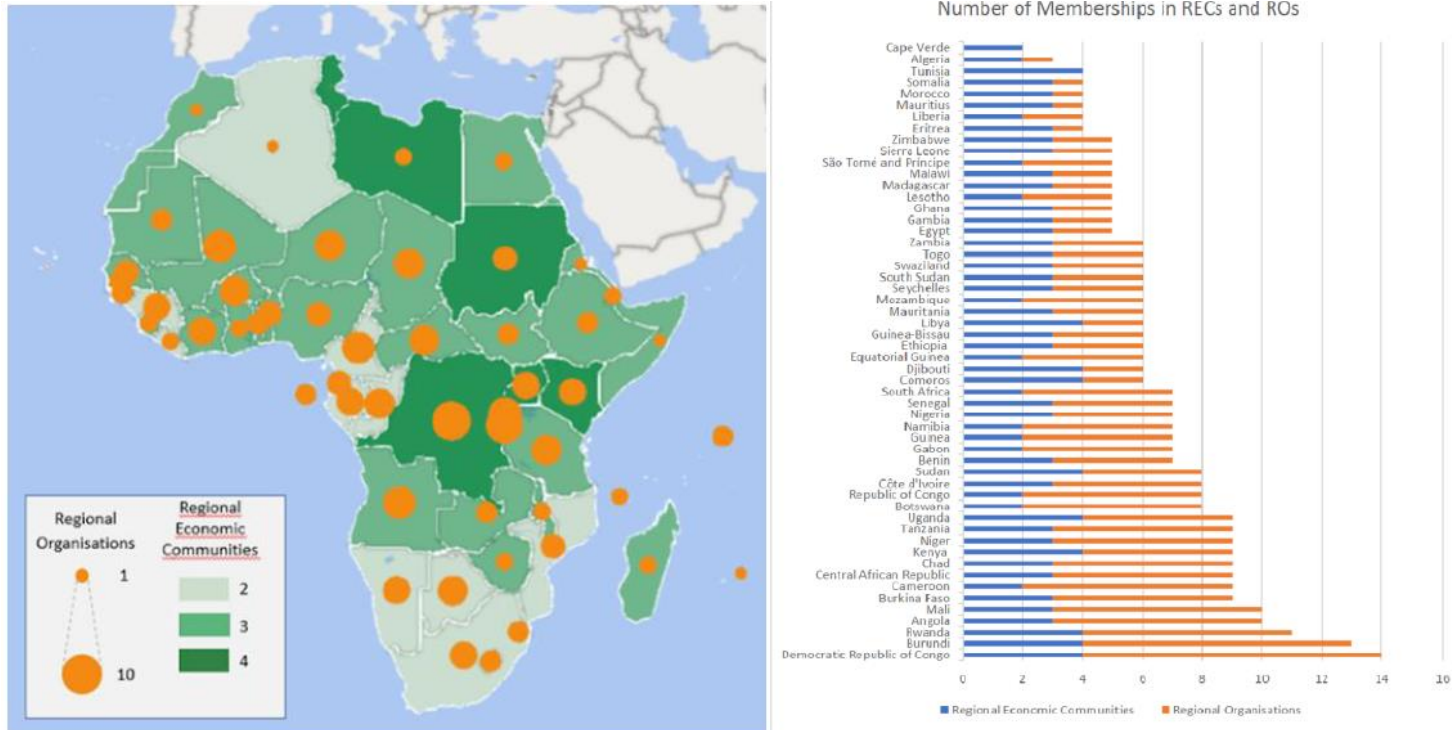 Regional
Organisations
1
10
Regional
Economic
Communities
2
3
4
Number of Memberships in RECs and ROs
Cape Verde
Algeria
Tunisia
Somalia
Morocco
Mauritius
Liberia
Eritrea
Zimbabwe
Sierra Leone
São Tomé and Príncipe
Malawi
Madagascar
Lesotho
Ghana
Gambia
Egypt
Zambia
Togo
Swaziland
South Sudan
Seychelles
Mozambique
Mauritania
Libya
Guinea-Bissau
Ethiopia
Equatorial Guinea
Djibouti
Comoros
South Africa
Senegal
Nigeria
Namibia
Guinea
Gabon
Benin
Sudan
Côte d'Ivoire
Republic of Congo
Botswana
Uganda
Tanzania
Niger
Kenya
Chad
Central African Republic
Cameroon
Burkina Faso
Mali
Angola
Rwanda
Burundi
Democratic Republic of Congo
0 2 4 6 8 10 12 14 16
Regional Economic Communities Regional Organisations